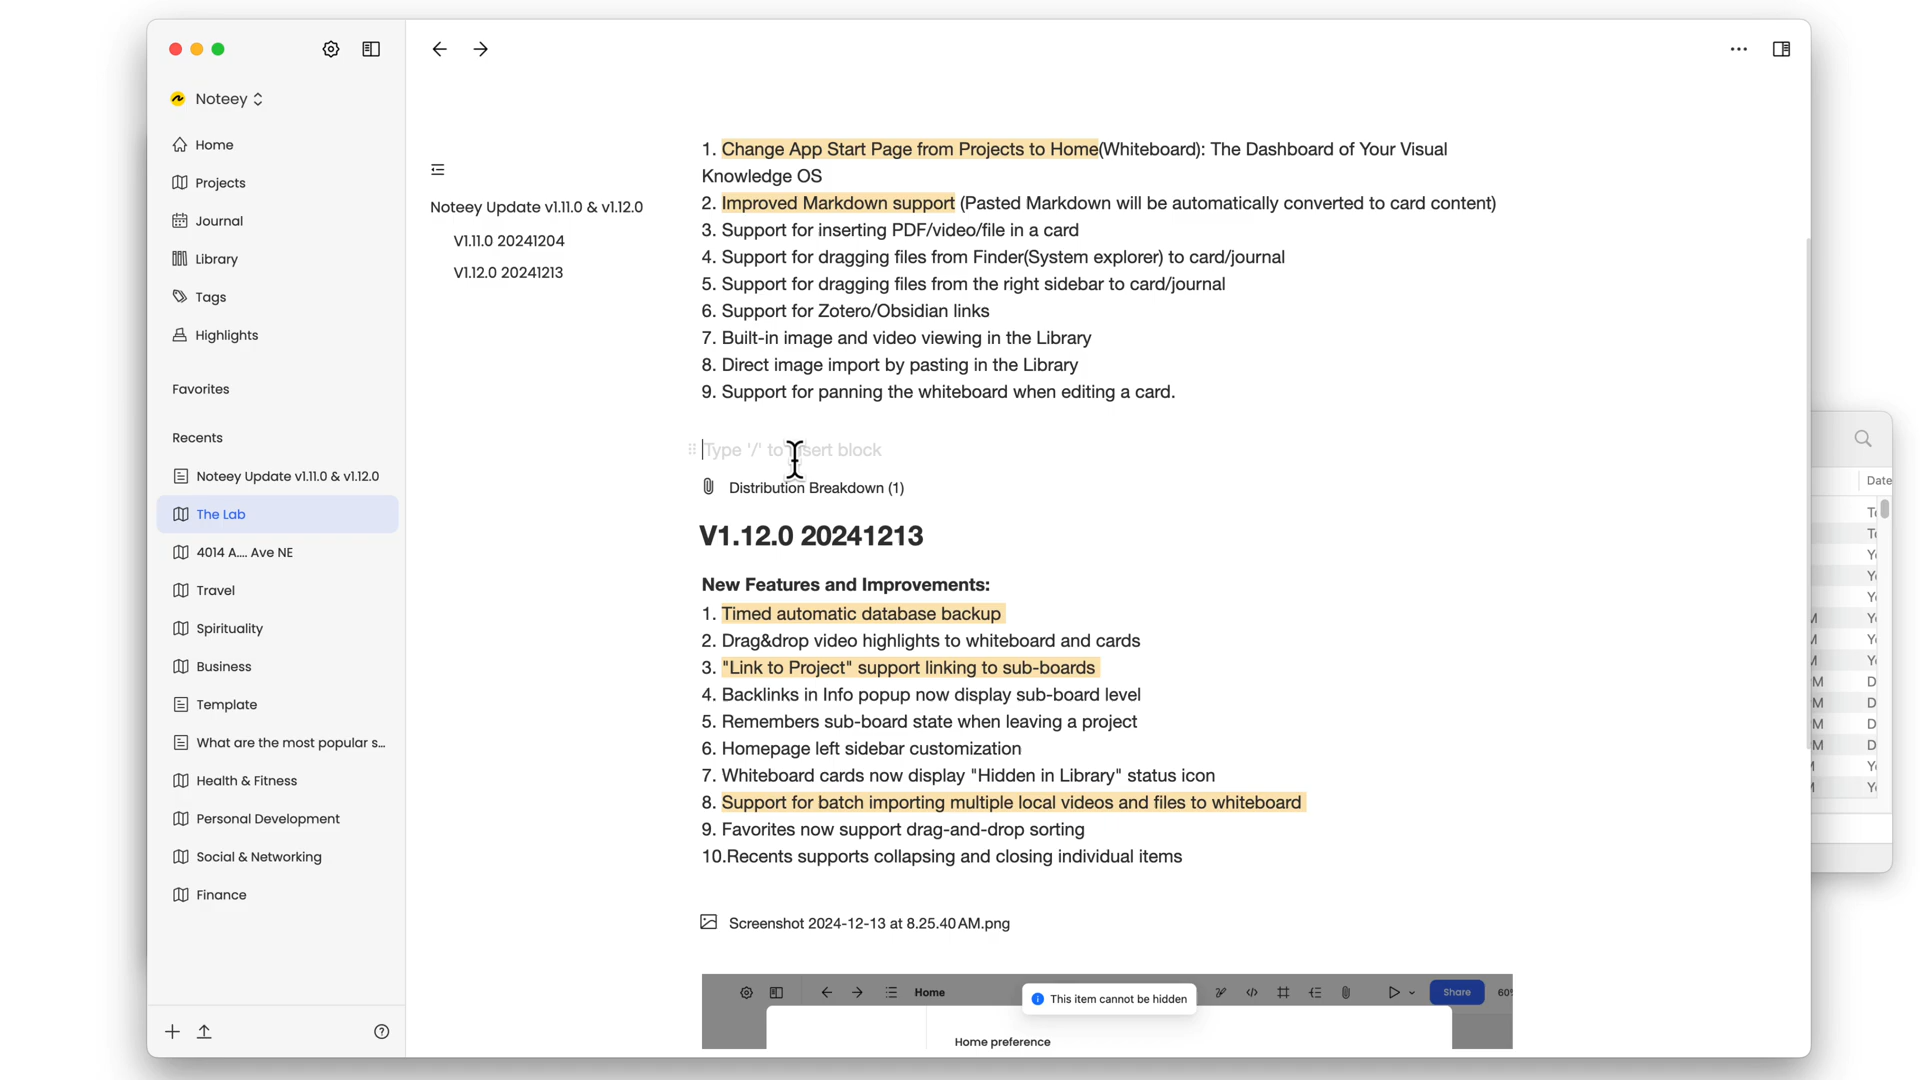 Noteey
Home
Projects
Journal
Library
Tags
Highlights
Favorites
Recents
Noteey Update v1.11.0 & v1.12.0
The Lab
4014 A.... Ave NE
Travel
Spirituality
Business
Template
What are the most popular s...
Health & Fitness
Personal Development
Social & Networking
Finance
Noteey Update v1.11.0 & v1.12.0
V1.11.0 20241204
V1.12.0 20241213
1. Change App Start Page from Projects to Home(Whiteboard): The Dashboard of Your Visual
Knowledge OS
2. Improved Markdown support (Pasted Markdown will be automatically converted to card content)
3. Support for inserting PDF/video/file in a card
4. Support for dragging files from Finder(System explorer) to card/journal
5. Support for dragging files from the right sidebar to card/journal
6. Support for Zotero/Obsidian links
7. Built-in image and video viewing in the Library
8. Direct image import by pasting in the Library
9. Support for panning the whiteboard when editing a card.
Type '/' to insert block
Distribution Breakdown (1)
V1.12.0 20241213
New Features and Improvements:
1. Timed automatic database backup
2. Drag&drop video highlights to whiteboard and cards
3. "Link to Project" support linking to sub-boards
4. Backlinks in Info popup now display sub-board level
5. Remembers sub-board state when leaving a project
6. Homepage left sidebar customization
7. Whiteboard cards now display "Hidden in Library" status icon
8. Support for batch importing multiple local videos and files to whiteboard
9. Favorites now support drag-and-drop sorting
10.Recents supports collapsing and closing individual items
Screenshot 2024-12-13 at 8.25.40 AM.png
Home
This item cannot be hidden
Share
Home preference
Date